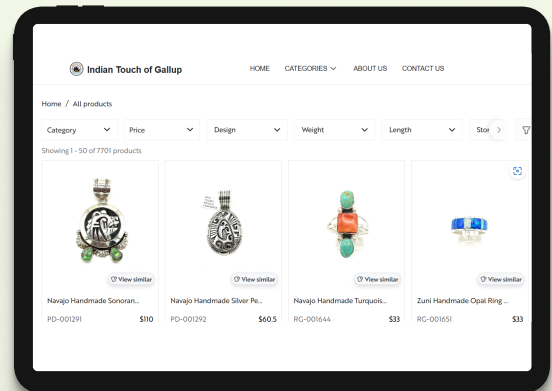 Indian Touch of Gallup
HOME CATEGORIES ABOUT US CONTACT US
Home / All products
Category Price Design Weight Length Stor
Showing 1 - 50 of 7701 products
View similar View similar View similar View similar
Navajo Handmade Sonoran... Navajo Handmade Silver Pe... Navajo Handmade Turquois... Zuni Handmade Opal Ring ...
PD-001291 $110 PD-001292 $60.5 RG-001644 $33 RG-001651 $33